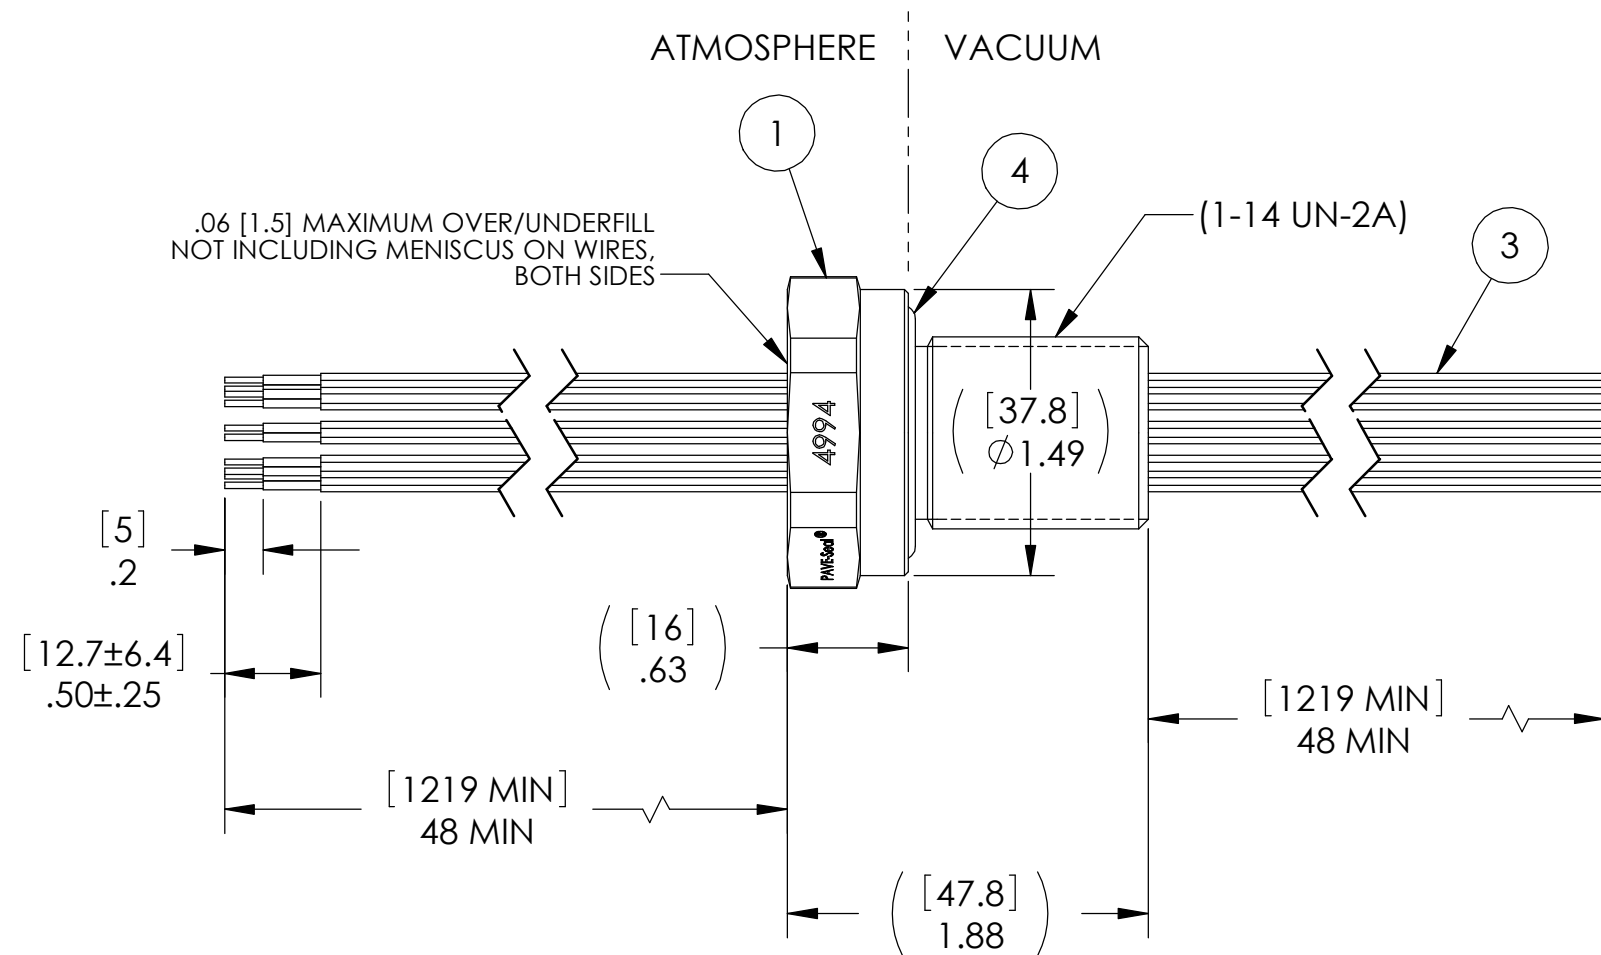 ATMOSPHERE
VACUUM
1
4
.06 [1.5] MAXIMUM OVER/UNDERFILL
NOT INCLUDING MENISCUS ON WIRES,
BOTH SIDES
(1-14 UN-2A)
3
4994
PAVE-Seal®
([37.8]
⌀1.49)
[5]
.2
[12.7±6.4]
.50±.25
([16]
.63)
[1219 MIN]
48 MIN
[1219 MIN]
48 MIN
([47.8]
1.88)